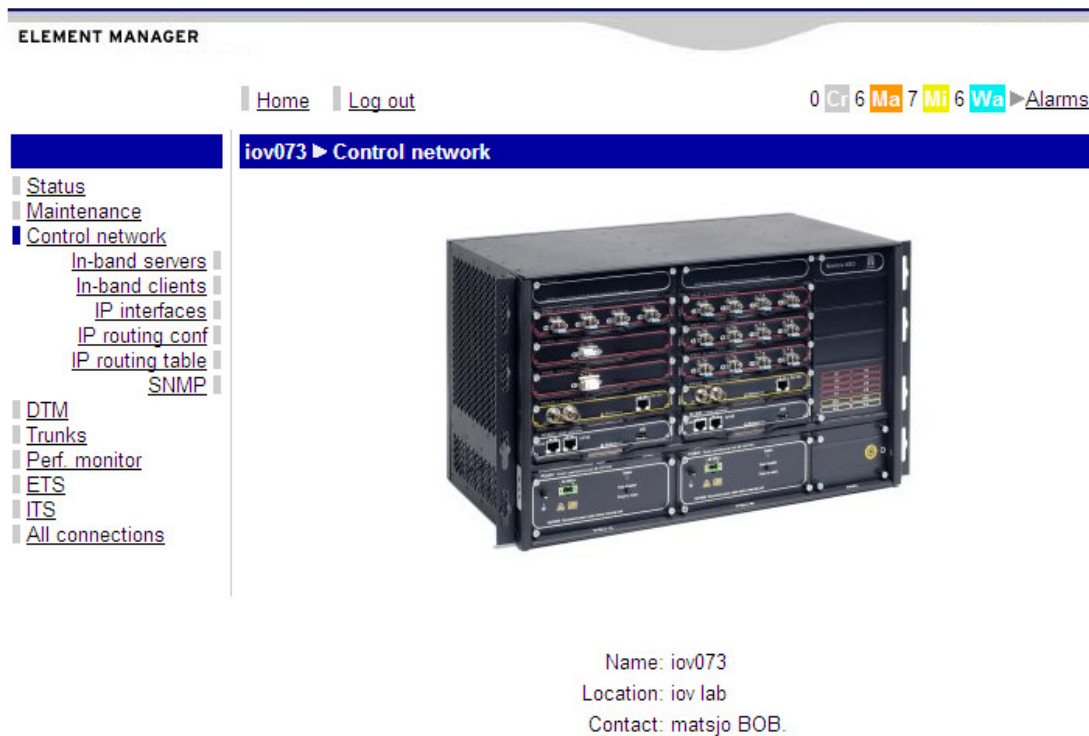 ELEMENT MANAGER
Home Log out
0 Cr 6 Ma 7 Mi 6 Wa Alarms
iov073 Control network
Status
Maintenance
Control network
In-band servers
In-band clients
IP interfaces
IP routing conf
IP routing table
SNMP
DTM
Trunks
Perf. monitor
ETS
ITS
All connections
Name: iov073
Location: iov lab
Contact: matsjo BOB.